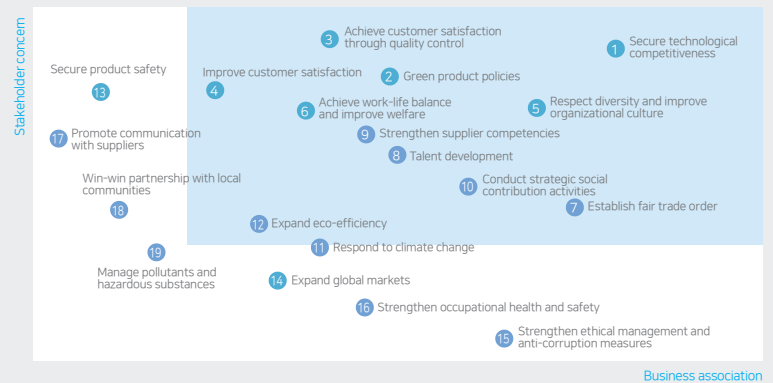 Stakeholder concern
3
Achieve customer satisfaction
through quality control
1
Secure technological
competitiveness
Secure product safety
13
Improve customer satisfaction
4
2
Green product policies
6
Achieve work-life balance
and improve welfare
5
Respect diversity and improve
organizational culture
17
Promote communication
with suppliers
9
Strengthen supplier competencies
8
Talent development
Win-win partnership with local
communities
18
10
Conduct strategic social
contribution activities
7
Establish fair trade order
12
Expand eco-efficiency
11
Respond to climate change
19
Manage pollutants and
hazardous substances
14
Expand global markets
16
Strengthen occupational health and safety
15
Strengthen ethical management and
anti-corruption measures
Business association